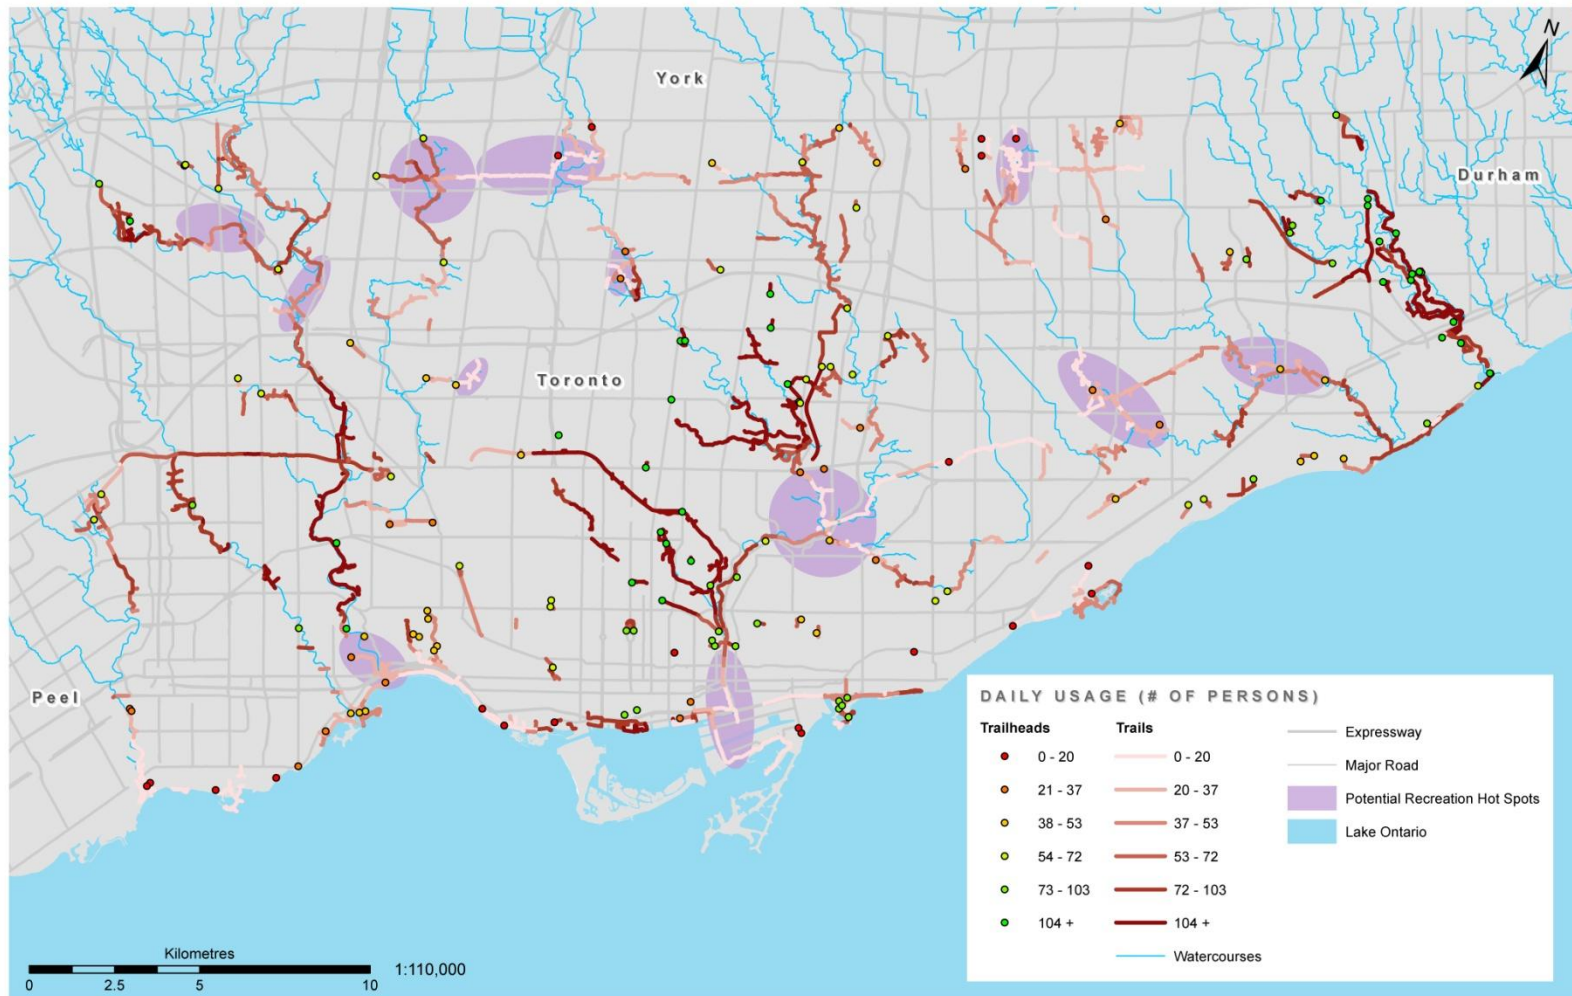 N
York
Durham
Toronto
Peel
DAILY USAGE (# OF PERSONS)
Trailheads
Trails
0 - 20
0 - 20
Expressway
21 - 37
20 - 37
Major Road
38 - 53
37 - 53
Potential Recreation Hot Spots
54 - 72
53 - 72
Lake Ontario
73 - 103
72 - 103
104 +
104 +
Watercourses
Kilometres
1:110,000
0 2.5 5 10